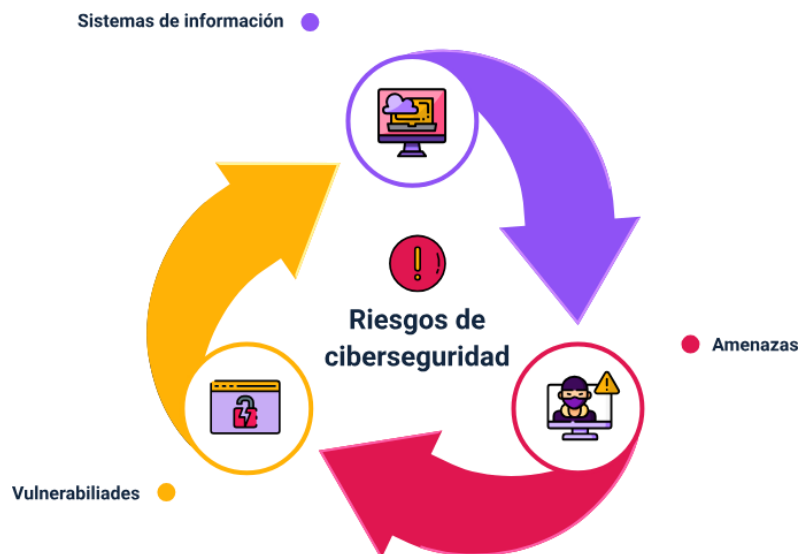 Sistemas de información
Riesgos de
ciberseguridad
Amenazas
Vulnerabiliades